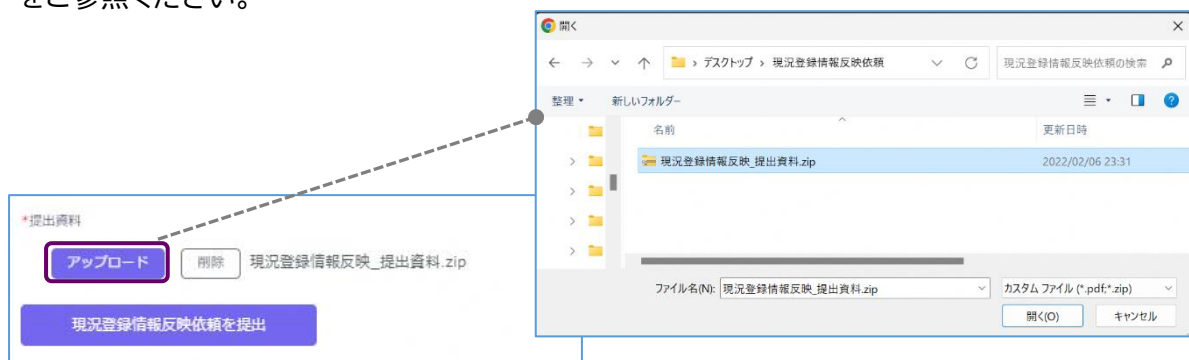 をご参照ください。
開く
デスクトップ › 現況登録情報反映依頼
現況登録情報反映依頼の検索
整理
新しいフォルダー
名前
更新日時
現況登録情報反映_提出資料.zip
2022/02/06 23:31
ファイル名(N): 現況登録情報反映_提出資料.zip
カスタム ファイル (*.pdf;*.zip)
開く(O)
キャンセル
*提出資料
アップロード
削除
現況登録情報反映_提出資料.zip
現況登録情報反映依頼を提出